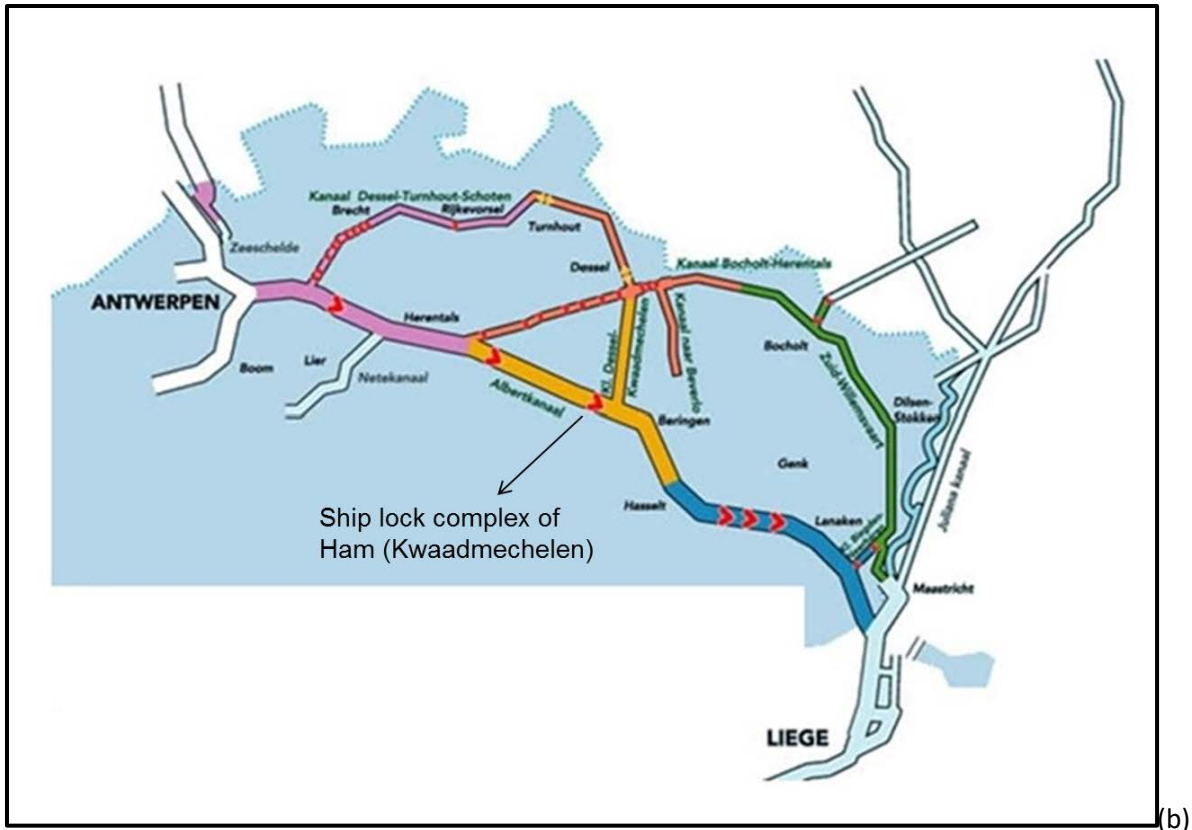 Kanaal Dessel-Turnhout-Schoten
Brecht
Rijkevorsel
Turnhout
Zeeschelde
Dessel
Kanaal Bocholt-Herentals
ANTWERPEN
Herentals
Kl. Dessel-
Kwaadmechelen
Kanaal naar Beverlo
Bocholt
Boom
Lier
Netekanaal
Albertkanaal
Zuid-Willemsvaart
Dilsen-
Stokkem
Beringen
Genk
Juliana kanaal
Hasselt
Lanaken
Ship lock complex of
Ham (Kwaadmechelen)
Maastricht
LIEGE
(b)